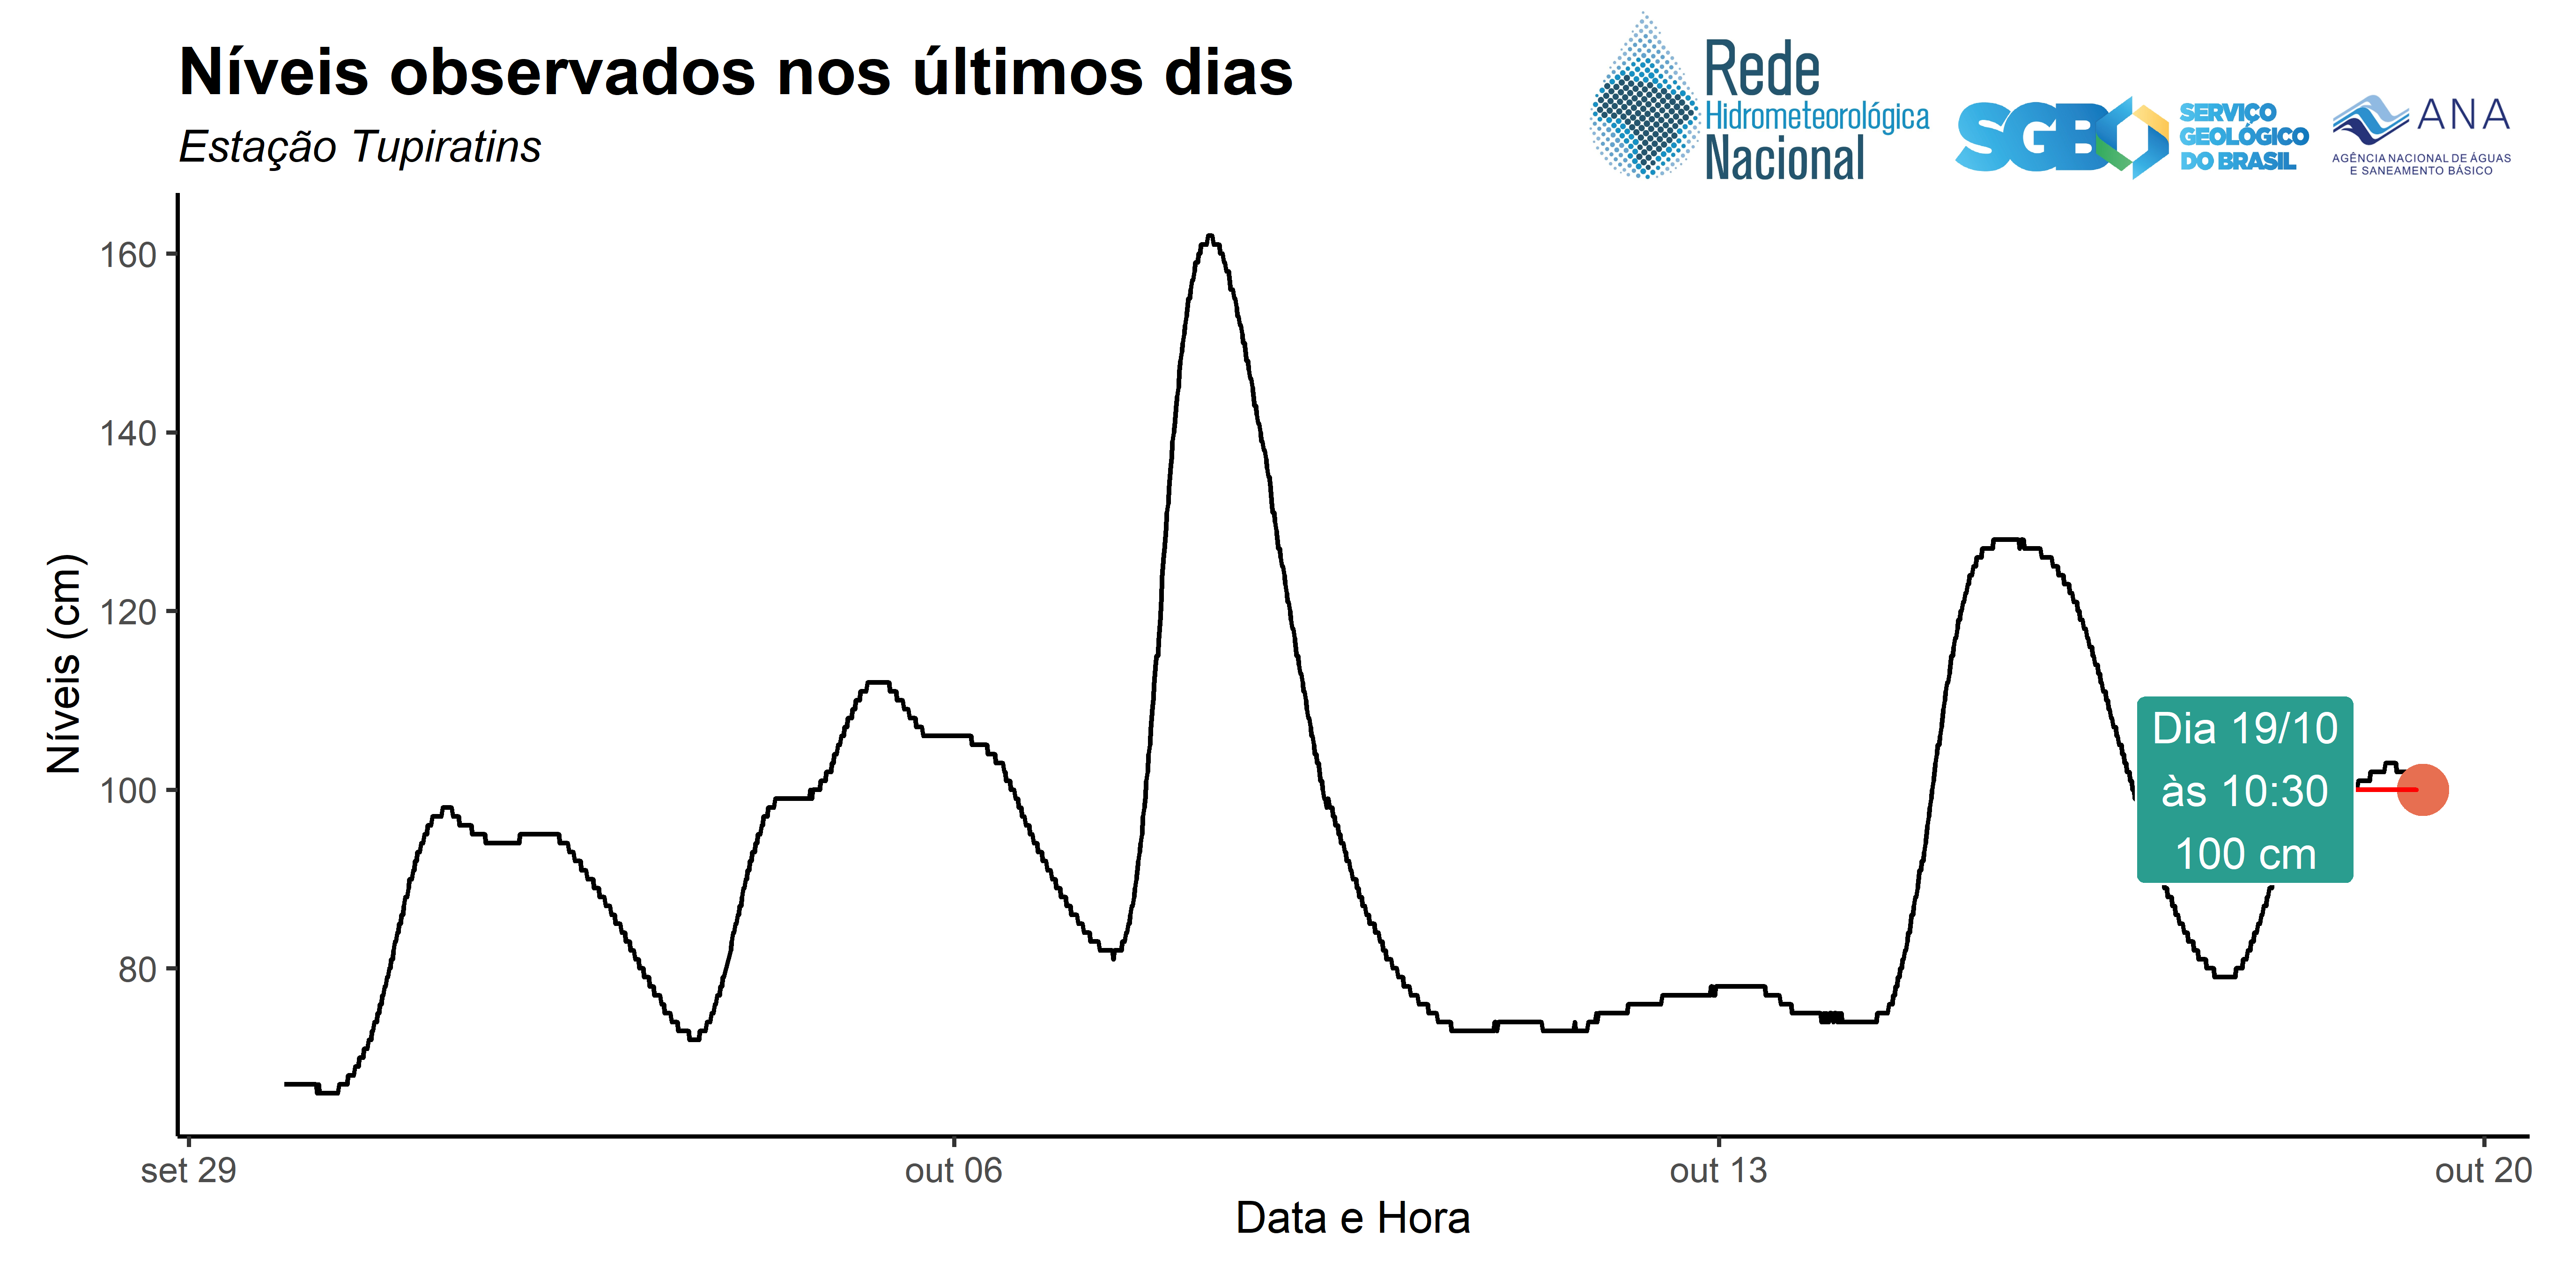 Níveis observados nos últimos dias
Estação Tupiratins
Rede
Hidrometeorológica
Nacional
SGB
SERVIÇO
GEOLÓGICO
DO BRASIL
ANA
AGÊNCIA NACIONAL DE ÁGUAS
E SANEAMENTO BÁSICO
Níveis (cm)
160
140
120
100
80
Dia 19/10
às 10:30
100 cm
set 29
out 06
out 13
out 20
Data e Hora